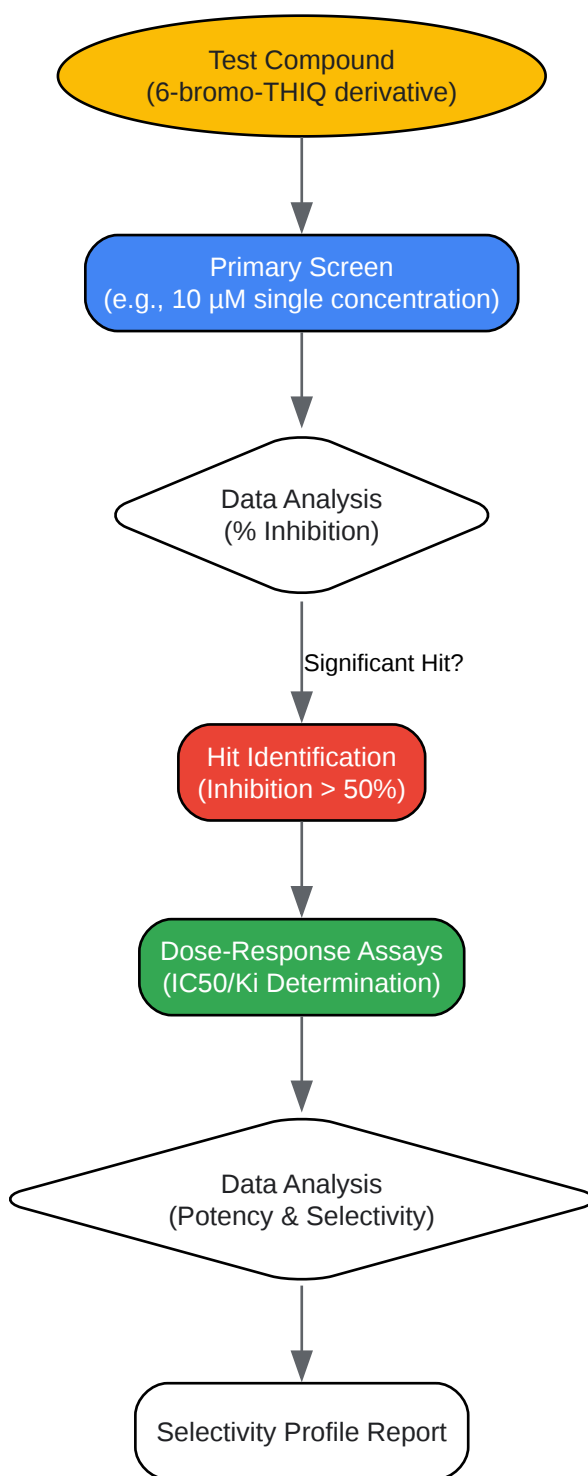 Test Compound
(6-bromo-THIQ derivative)
Primary Screen
(e.g., 10 µM single concentration)
Data Analysis
(% Inhibition)
Significant Hit?
Hit Identification
(Inhibition > 50%)
Dose-Response Assays
(IC50/Ki Determination)
Data Analysis
(Potency & Selectivity)
Selectivity Profile Report